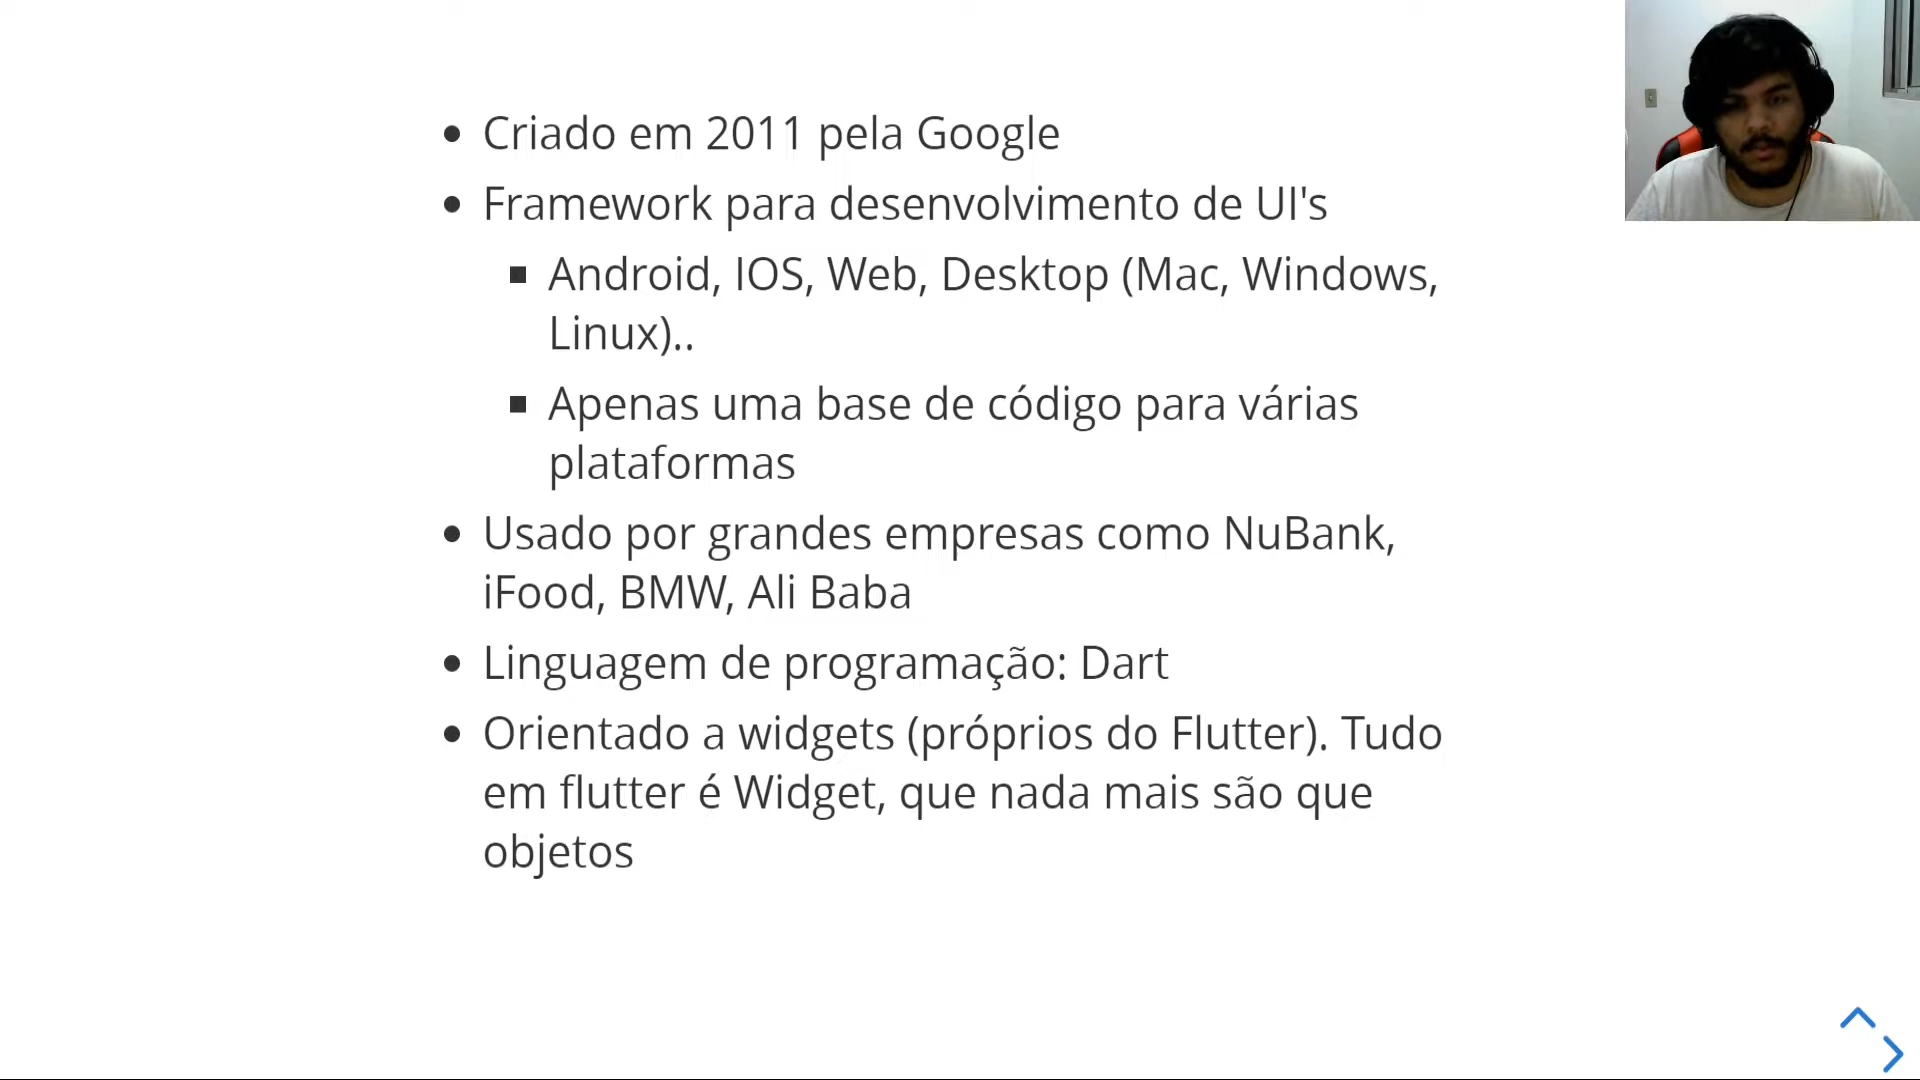 Criado em 2011 pela Google
Framework para desenvolvimento de UI's
Android, IOS, Web, Desktop (Mac, Windows,
Linux)..
Apenas uma base de código para várias
plataformas
Usado por grandes empresas como NuBank,
iFood, BMW, Ali Baba
Linguagem de programação: Dart
Orientado a widgets (próprios do Flutter). Tudo
em flutter é Widget, que nada mais são que
objetos